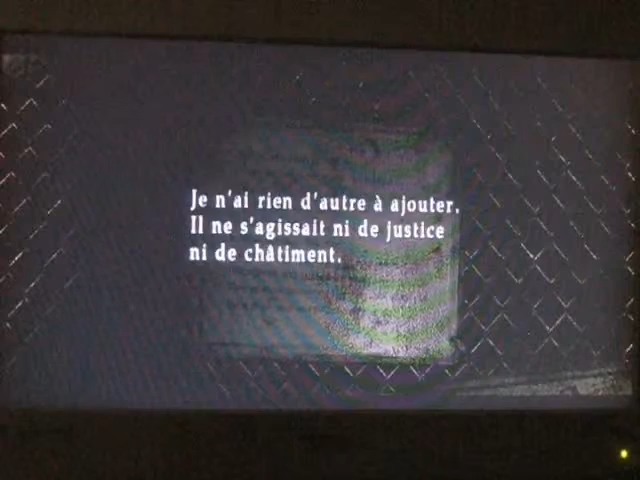 Je n'ai rien d'autre à ajouter.
Il ne s'agissait ni de justice
ni de châtiment.